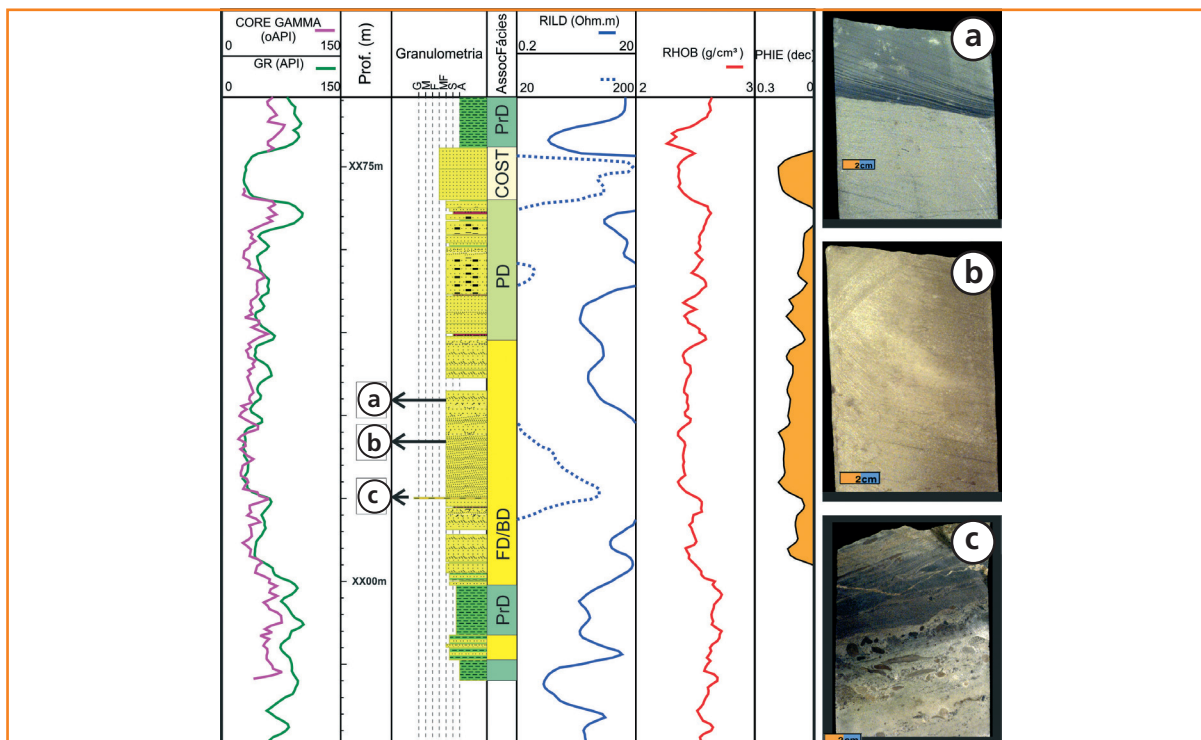 CORE GAMMA
(oAPI)
0 150
GR (API)
0 150
Prof. (m)
Granulometria
G
M
F
MF
S
A
AssocFácies
RILD (Ohm.m)
0.2 20
20 200
RHOB (g/cm³)
2 3
PHIE (dec)
0.3 0
XX75m
XX00m
a
b
c
PrD
COST
PD
FD/BD
PrD
a
2cm
b
2cm
c
2cm